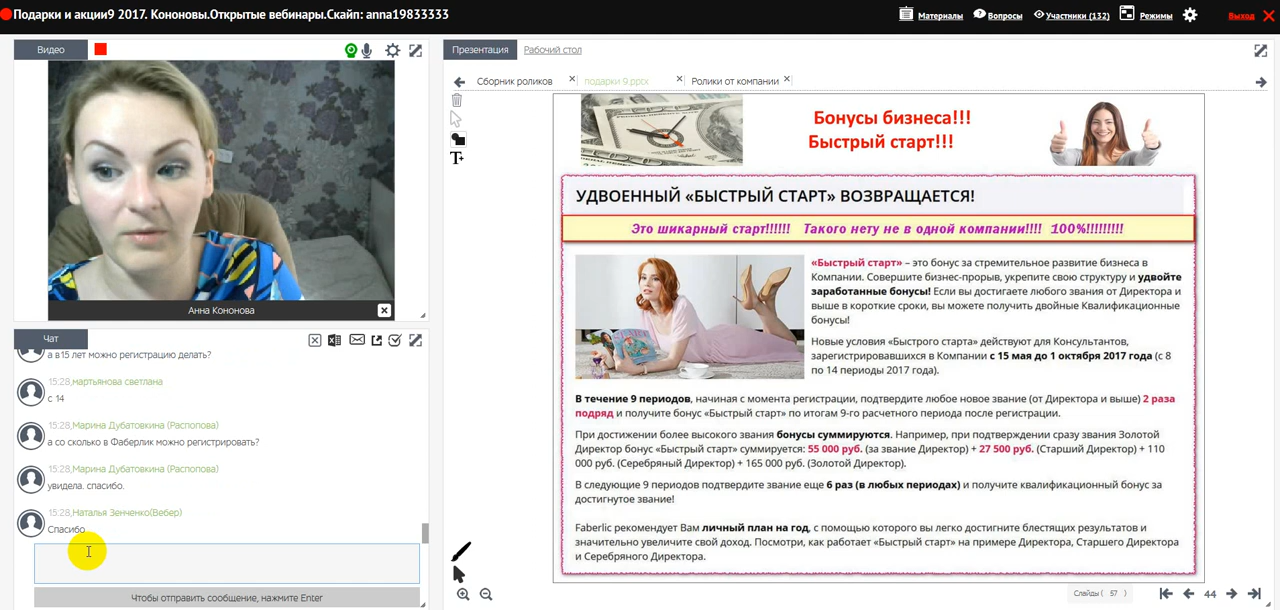 Подарки и акции9 2017. Кононовы.Открытые вебинары.Скайп: anna19833333
Материалы
Вопросы
Участники (132)
Режимы
Выход
Видео
Анна Кононова
Чат
а в15 лет можно регистрацию делать?
15:28,мартьянова светлана
с 14
15:28,Марина Дубатовкина (Распопова)
а со сколько в Фаберлик можно регистрировать?
15:28,Марина Дубатовкина (Распопова)
увидела. спасибо.
15:28,Наталья Зенченко(Вебер)
Спасибо
Чтобы отправить сообщение, нажмите Enter
Презентация
Рабочий стол
Сборник роликов
подарки 9.ppcx
Ролики от компании
Бонусы бизнеса!!!
Быстрый старт!!!
УДВОЕННЫЙ «БЫСТРЫЙ СТАРТ» ВОЗВРАЩАЕТСЯ!
Это шикарный старт!!!!!! Такого нету не в одной компании!!!! 100%!!!!!!!!!
«Быстрый старт» – это бонус за стремительное развитие бизнеса в
Компании. Совершите бизнес-прорыв, укрепите свою структуру и удвойте
заработанные бонусы! Если вы достигаете любого звания от Директора и
выше в короткие сроки, вы можете получить двойные Квалификационные
бонусы!
Новые условия «Быстрого старта» действуют для Консультантов,
зарегистрировавшихся в Компании с 15 мая до 1 октября 2017 года (с 8
по 14 периоды 2017 года).
В течение 9 периодов, начиная с момента регистрации, подтвердите любое новое звание (от Директора и выше) 2 раза
подряд и получите бонус «Быстрый старт» по итогам 9-го расчетного периода после регистрации.
При достижении более высокого звания бонусы суммируются. Например, при подтверждении сразу звания Золотой
Директор бонус «Быстрый старт» суммируется: 55 000 руб. (за звание Директор) + 27 500 руб. (Старший Директор) + 110
000 руб. (Серебряный Директор) + 165 000 руб. (Золотой Директор).
В следующие 9 периодов подтвердите звание еще 6 раз (в любых периодах) и получите квалификационный бонус за
достигнутое звание!
Faberlic рекомендует Вам личный план на год, с помощью которого вы легко достигните блестящих результатов и
значительно увеличите свой доход. Посмотри, как работает «Быстрый старт» на примере Директора, Старшего Директора
и Серебряного Директора.
Слайды ( 57 )
44